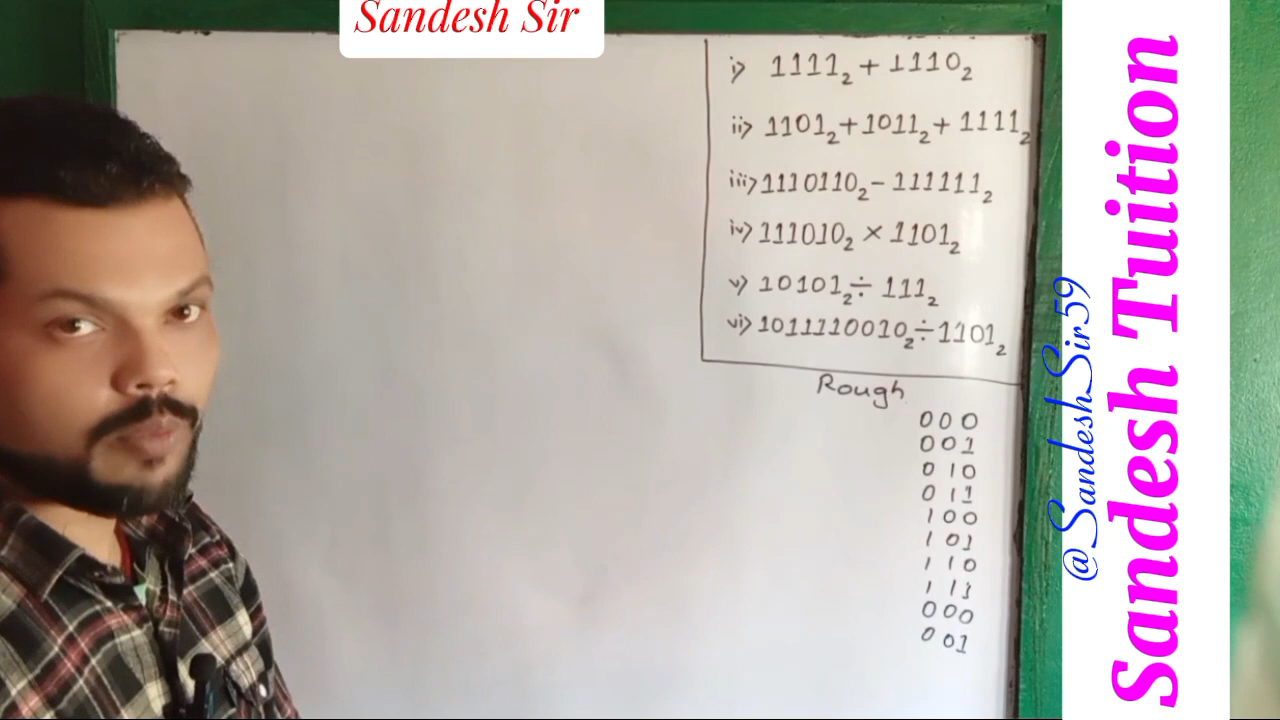 Sandesh Sir
i> 1111₂ + 1110₂
ii> 1101₂ + 1011₂ + 1111₂
iii> 1110110₂ - 111111₂
iv> 111010₂ × 1101₂
v> 10101₂ ÷ 111₂
vi> 1011110010₂ ÷ 1101₂
Rough
000
001
010
011
100
101
110
111
000
001
@SandeshSir59
Sandesh Tuition